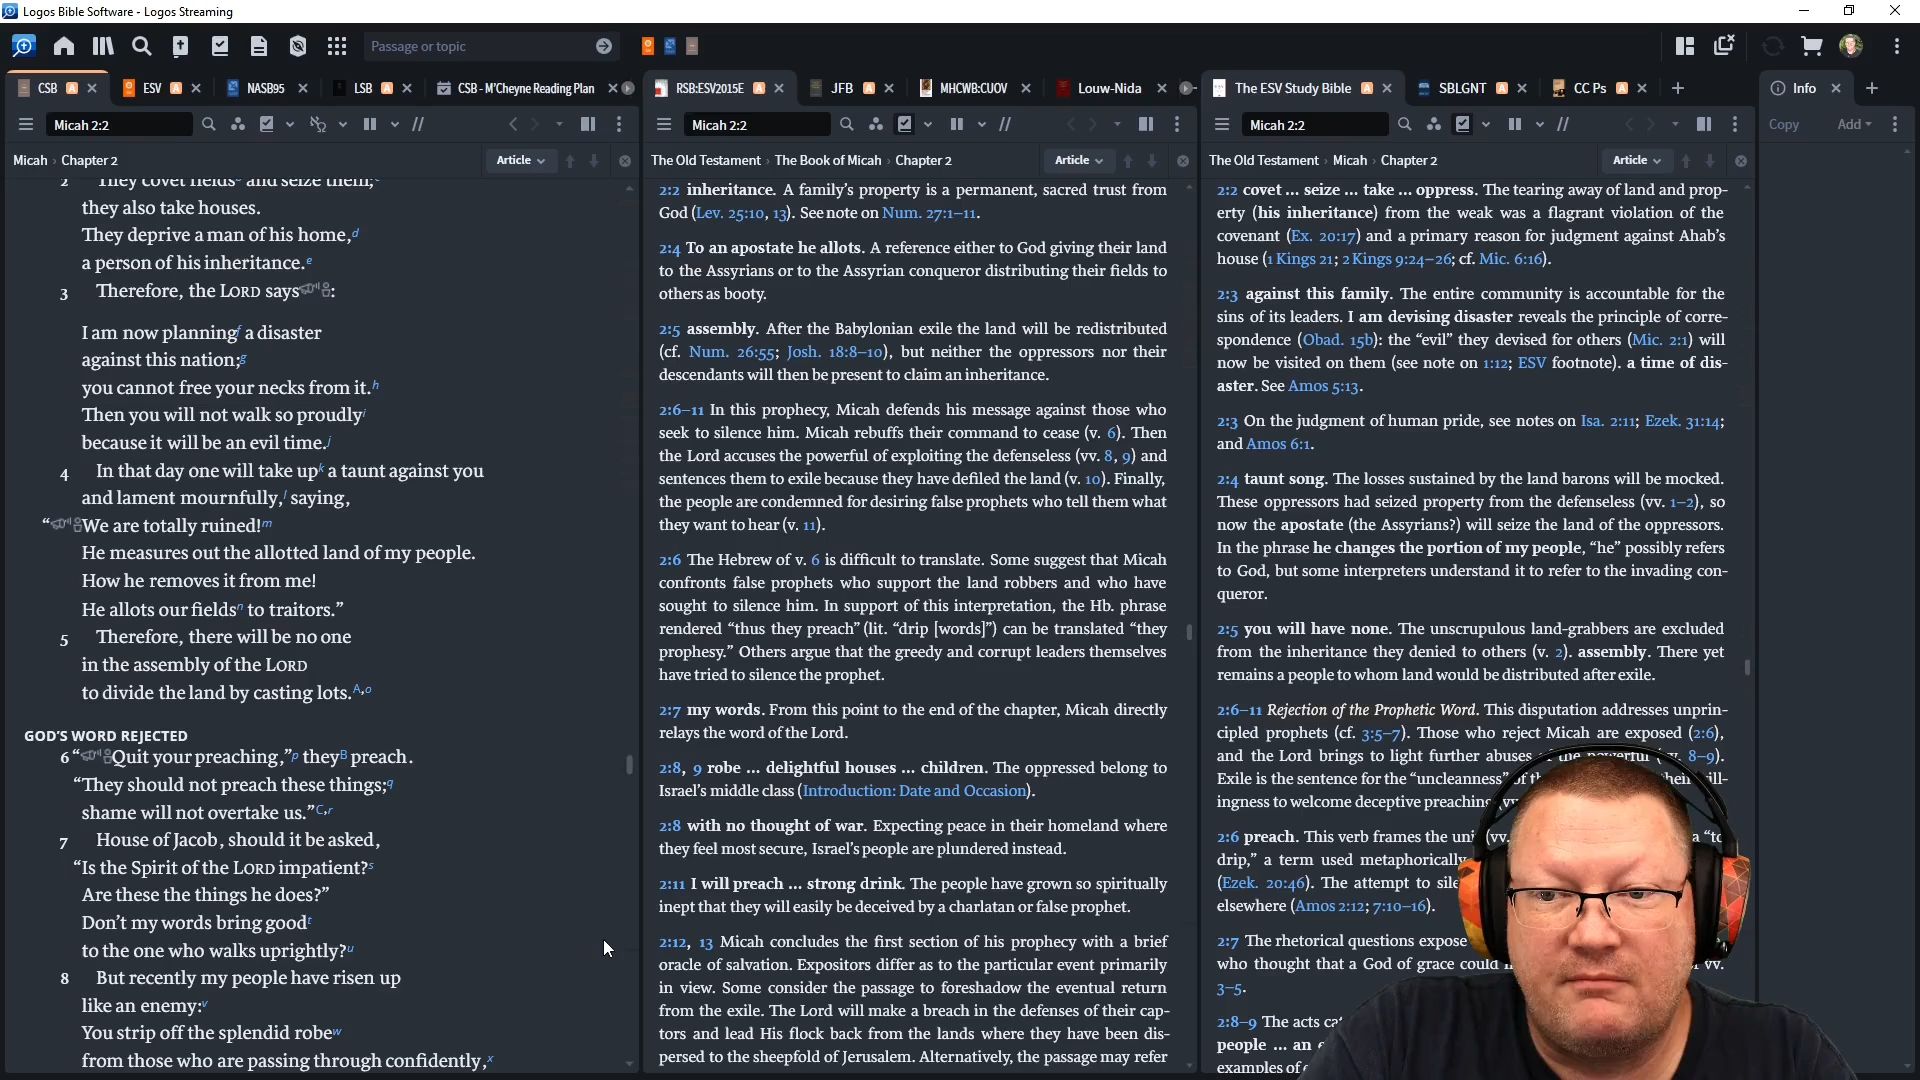 Logos Bible Software - Logos Streaming
Passage or topic
CSB
ESV
NASB95
LSB
CSB - M'Cheyne Reading Plan
RSB:ESV2015E
JFB
MHCWB:CUOV
Louw-Nida
The ESV Study Bible
SBLGNT
CC Ps
Info
Micah 2:2
Micah 2:2
Micah 2:2
Copy
Add
Micah › Chapter 2
Article
The Old Testament › The Book of Micah › Chapter 2
Article
The Old Testament › Micah › Chapter 2
Article
2 They covet fields and seize them;
they also take houses.
They deprive a man of his home,d
a person of his inheritance.e
3 Therefore, the LORD says:
I am now planningf a disaster
against this nation;g
you cannot free your necks from it.h
Then you will not walk so proudlyi
because it will be an evil time.j
4 In that day one will take upk a taunt against you
and lament mournfully,l saying,
“We are totally ruined!m
He measures out the allotted land of my people.
How he removes it from me!
He allots our fieldsn to traitors.”
5 Therefore, there will be no one
in the assembly of the LORD
to divide the land by casting lots.A,o
GOD’S WORD REJECTED
6 “Quit your preaching,”p theyB preach.
“They should not preach these things;q
shame will not overtake us.”C,r
7 House of Jacob, should it be asked,
“Is the Spirit of the LORD impatient?s
Are these the things he does?”
Don’t my words bring goodt
to the one who walks uprightly?u
8 But recently my people have risen up
like an enemy:v
You strip off the splendid robew
from those who are passing through confidently,x
2:2 inheritance. A family’s property is a permanent, sacred trust from
God (Lev. 25:10, 13). See note on Num. 27:1–11.
2:4 To an apostate he allots. A reference either to God giving their land
to the Assyrians or to the Assyrian conqueror distributing their fields to
others as booty.
2:5 assembly. After the Babylonian exile the land will be redistributed
(cf. Num. 26:55; Josh. 18:8–10), but neither the oppressors nor their
descendants will then be present to claim an inheritance.
2:6–11 In this prophecy, Micah defends his message against those who
seek to silence him. Micah rebuffs their command to cease (v. 6). Then
the Lord accuses the powerful of exploiting the defenseless (vv. 8, 9) and
sentences them to exile because they have defiled the land (v. 10). Finally,
the people are condemned for desiring false prophets who tell them what
they want to hear (v. 11).
2:6 The Hebrew of v. 6 is difficult to translate. Some suggest that Micah
confronts false prophets who support the land robbers and who have
sought to silence him. In support of this interpretation, the Hb. phrase
rendered “thus they preach” (lit. “drip [words]”) can be translated “they
prophesy.” Others argue that the greedy and corrupt leaders themselves
have tried to silence the prophet.
2:7 my words. From this point to the end of the chapter, Micah directly
relays the word of the Lord.
2:8, 9 robe ... delightful houses ... children. The oppressed belong to
Israel’s middle class (Introduction: Date and Occasion).
2:8 with no thought of war. Expecting peace in their homeland where
they feel most secure, Israel’s people are plundered instead.
2:11 I will preach ... strong drink. The people have grown so spiritually
inept that they will easily be deceived by a charlatan or false prophet.
2:12, 13 Micah concludes the first section of his prophecy with a brief
oracle of salvation. Expositors differ as to the particular event primarily
in view. Some consider the passage to foreshadow the eventual return
from the exile. The Lord will make a breach in the defenses of their cap-
tors and lead His flock back from the lands where they have been dis-
persed to the sheepfold of Jerusalem. Alternatively, the passage may refer
2:2 covet ... seize ... take ... oppress. The tearing away of land and prop-
erty (his inheritance) from the weak was a flagrant violation of the
covenant (Ex. 20:17) and a primary reason for judgment against Ahab’s
house (1 Kings 21; 2 Kings 9:24–26; cf. Mic. 6:16).
2:3 against this family. The entire community is accountable for the
sins of its leaders. I am devising disaster reveals the principle of corre-
spondence (Obad. 15b): the “evil” they devised for others (Mic. 2:1) will
now be visited on them (see note on 1:12; ESV footnote). a time of dis-
aster. See Amos 5:13.
2:3 On the judgment of human pride, see notes on Isa. 2:11; Ezek. 31:14;
and Amos 6:1.
2:4 taunt song. The losses sustained by the land barons will be mocked.
These oppressors had seized property from the defenseless (vv. 1–2), so
now the apostate (the Assyrians?) will seize the land of the oppressors.
In the phrase he changes the portion of my people, “he” possibly refers
to God, but some interpreters understand it to refer to the invading con-
queror.
2:5 you will have none. The unscrupulous land-grabbers are excluded
from the inheritance they denied to others (v. 2). assembly. There yet
remains a people to whom land would be distributed after exile.
2:6–11 Rejection of the Prophetic Word. This disputation addresses unprin-
cipled prophets (cf. 3:5–7). Those who reject Micah are exposed (2:6),
and the Lord brings to light further abuses of the powerful 8–9).
Exile is the sentence for the “uncleanness”
ingness to welcome deceptive preaching
2:6 preach. This verb frames the a “to
drip,” a term used metaphorically
(Ezek. 20:46). The attempt to
elsewhere (Amos 2:12; 7:10–16).
2:7 The rhetorical questions expose
who thought that a God of grace could vv.
3–5.
2:8–9 The acts
people ...
examples of